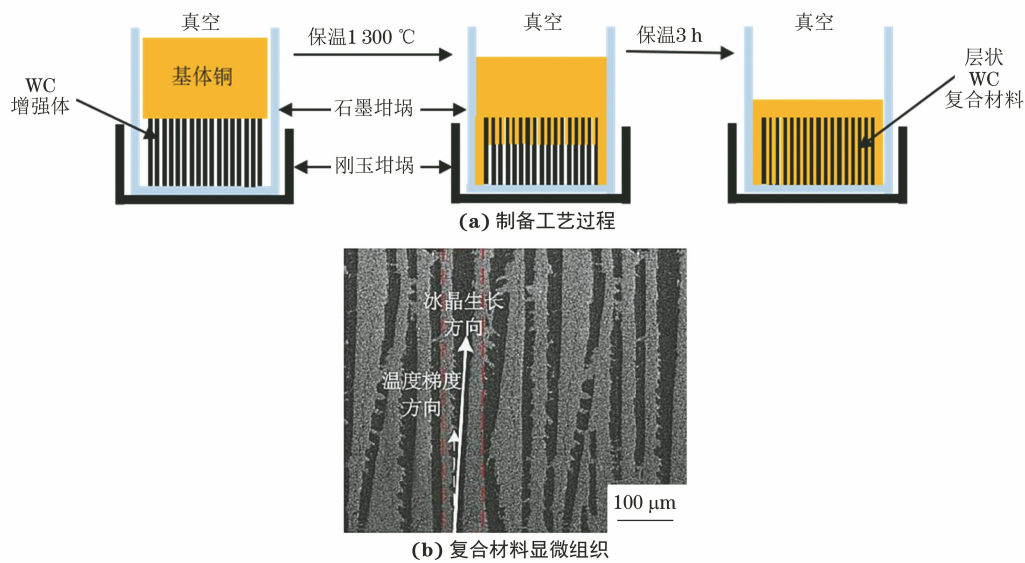 真空
真空
真空
保温1 300 ℃
保温3 h
WC
增强体
基体铜
石墨坩埚
刚玉坩埚
层状
WC
复合材料
(a) 制备工艺过程
冰晶生长
方向
温度梯度
方向
100 μm
(b) 复合材料显微组织